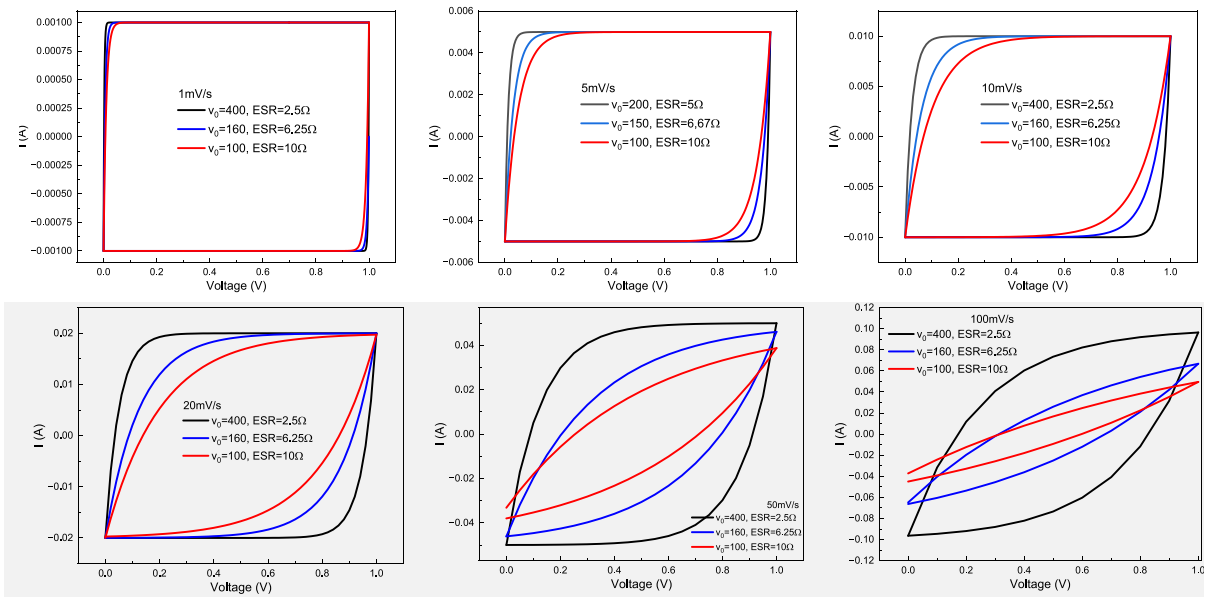 0.00100
0.00075
0.00050
0.00025
0.00000
−0.00025
−0.00050
−0.00075
−0.00100
I (A)
1mV/s
v₀=400, ESR=2.5Ω
v₀=160, ESR=6.25Ω
v₀=100, ESR=10Ω
0.0 0.2 0.4 0.6 0.8 1.0
Voltage (V)
0.006
0.004
0.002
0.000
−0.002
−0.004
−0.006
I (A)
5mV/s
v₀=200, ESR=5Ω
v₀=150, ESR=6,67Ω
v₀=100, ESR=10Ω
0.0 0.2 0.4 0.6 0.8 1.0
Voltage (V)
0.010
0.005
0.000
−0.005
−0.010
I (A)
10mV/s
v₀=400, ESR=2.5Ω
v₀=160, ESR=6.25Ω
v₀=100, ESR=10Ω
0.0 0.2 0.4 0.6 0.8 1.0
Voltage (V)
0.02
0.01
0.00
−0.01
−0.02
I (A)
20mV/s
v₀=400, ESR=2.5Ω
v₀=160, ESR=6.25Ω
v₀=100, ESR=10Ω
0.0 0.2 0.4 0.6 0.8 1.0
Voltage (V)
0.04
0.02
0.00
−0.02
−0.04
I (A)
50mV/s
v₀=400, ESR=2.5Ω
v₀=160, ESR=6.25Ω
v₀=100, ESR=10Ω
0.0 0.2 0.4 0.6 0.8 1.0
Voltage (V)
0.12
0.10
0.08
0.06
0.04
0.02
0.00
−0.02
−0.04
−0.06
−0.08
−0.10
0.12
I (A)
100mV/s
v₀=400, ESR=2.5Ω
v₀=160, ESR=6.25Ω
v₀=100, ESR=10Ω
0.0 0.2 0.4 0.6 0.8 1.0
Voltage (V)